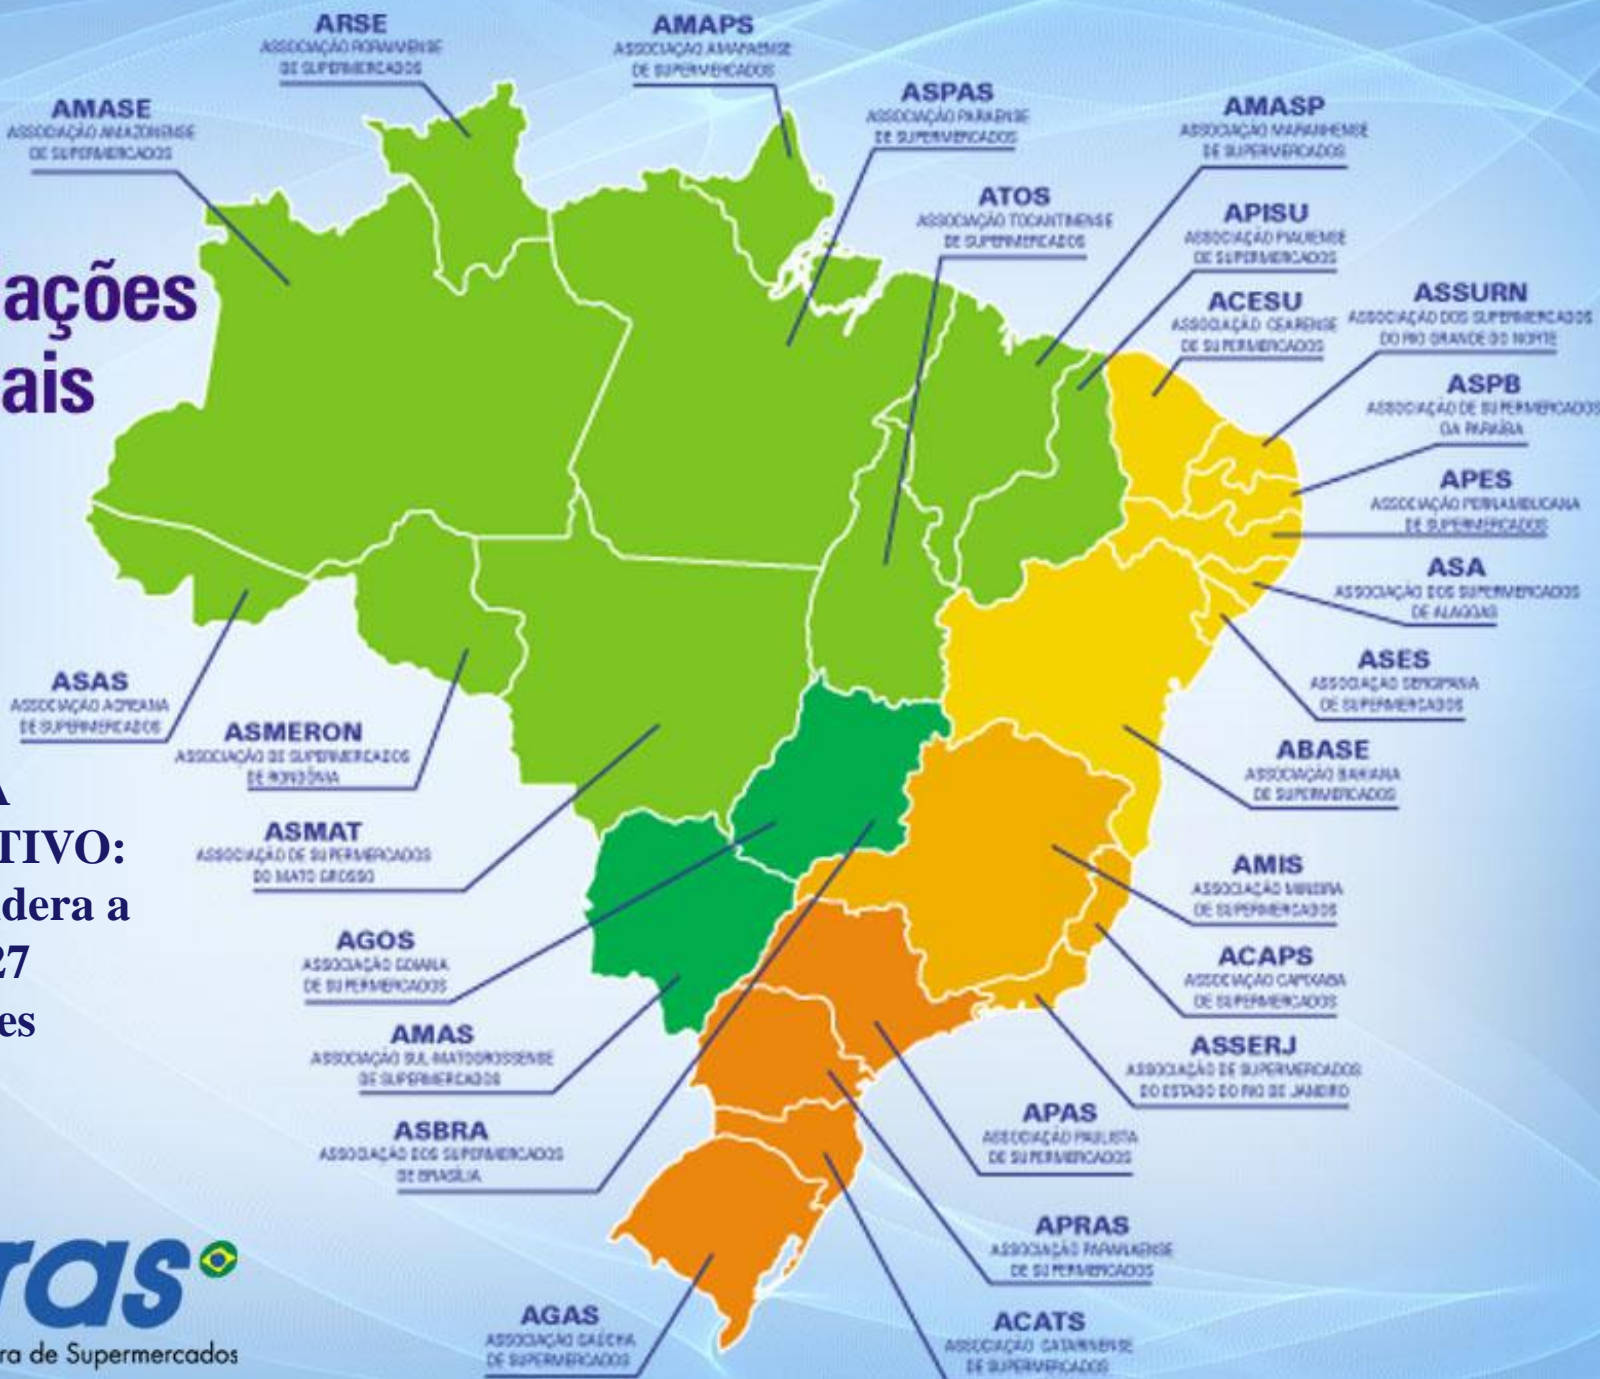 ARSE
ASSOCIAÇÃO RORAIMENSE
DE SUPERMERCADOS
AMAPS
ASSOCIAÇÃO AMAPAENSE
DE SUPERMERCADOS
AMASE
ASSOCIAÇÃO AMAZONENSE
DE SUPERMERCADOS
ASPAS
ASSOCIAÇÃO PARAENSE
DE SUPERMERCADOS
AMASP
ASSOCIAÇÃO MARANHENSE
DE SUPERMERCADOS
ATOS
ASSOCIAÇÃO TOCANTINENSE
DE SUPERMERCADOS
APISU
ASSOCIAÇÃO PIAUIENSE
DE SUPERMERCADOS
ACESU
ASSOCIAÇÃO CEARENSE
DE SUPERMERCADOS
ASSURN
ASSOCIAÇÃO DOS SUPERMERCADOS
DO RIO GRANDE DO NORTE
ações
ais
ASPB
ASSOCIAÇÃO DE SUPERMERCADOS
DA PARAÍBA
APES
ASSOCIAÇÃO PERNAMBUCANA
DE SUPERMERCADOS
ASA
ASSOCIAÇÃO DOS SUPERMERCADOS
DE ALAGOAS
ASES
ASSOCIAÇÃO SERGIPANA
DE SUPERMERCADOS
ASAS
ASSOCIAÇÃO ACREANA
DE SUPERMERCADOS
ASMERON
ASSOCIAÇÃO DE SUPERMERCADOS
DE RONDÔNIA
ABASE
ASSOCIAÇÃO BAHIANA
DE SUPERMERCADOS
A
TIVO:
dera a
27
es
ASMAT
ASSOCIAÇÃO DE SUPERMERCADOS
DO MATO GROSSO
AMIS
ASSOCIAÇÃO MINEIRA
DE SUPERMERCADOS
AGOS
ASSOCIAÇÃO GOIANA
DE SUPERMERCADOS
ACAPS
ASSOCIAÇÃO CAPIXABA
DE SUPERMERCADOS
AMAS
ASSOCIAÇÃO SUL-MATOGROSSENSE
DE SUPERMERCADOS
ASSERJ
ASSOCIAÇÃO DE SUPERMERCADOS
DO ESTADO DO RIO DE JANEIRO
ASBRA
ASSOCIAÇÃO DOS SUPERMERCADOS
DE BRASÍLIA
APAS
ASSOCIAÇÃO PAULISTA
DE SUPERMERCADOS
APRAS
ASSOCIAÇÃO PARANAENSE
DE SUPERMERCADOS
ras
ra de Supermercados
AGAS
ASSOCIAÇÃO GAÚCHA
DE SUPERMERCADOS
ACATS
ASSOCIAÇÃO CATARINENSE
DE SUPERMERCADOS